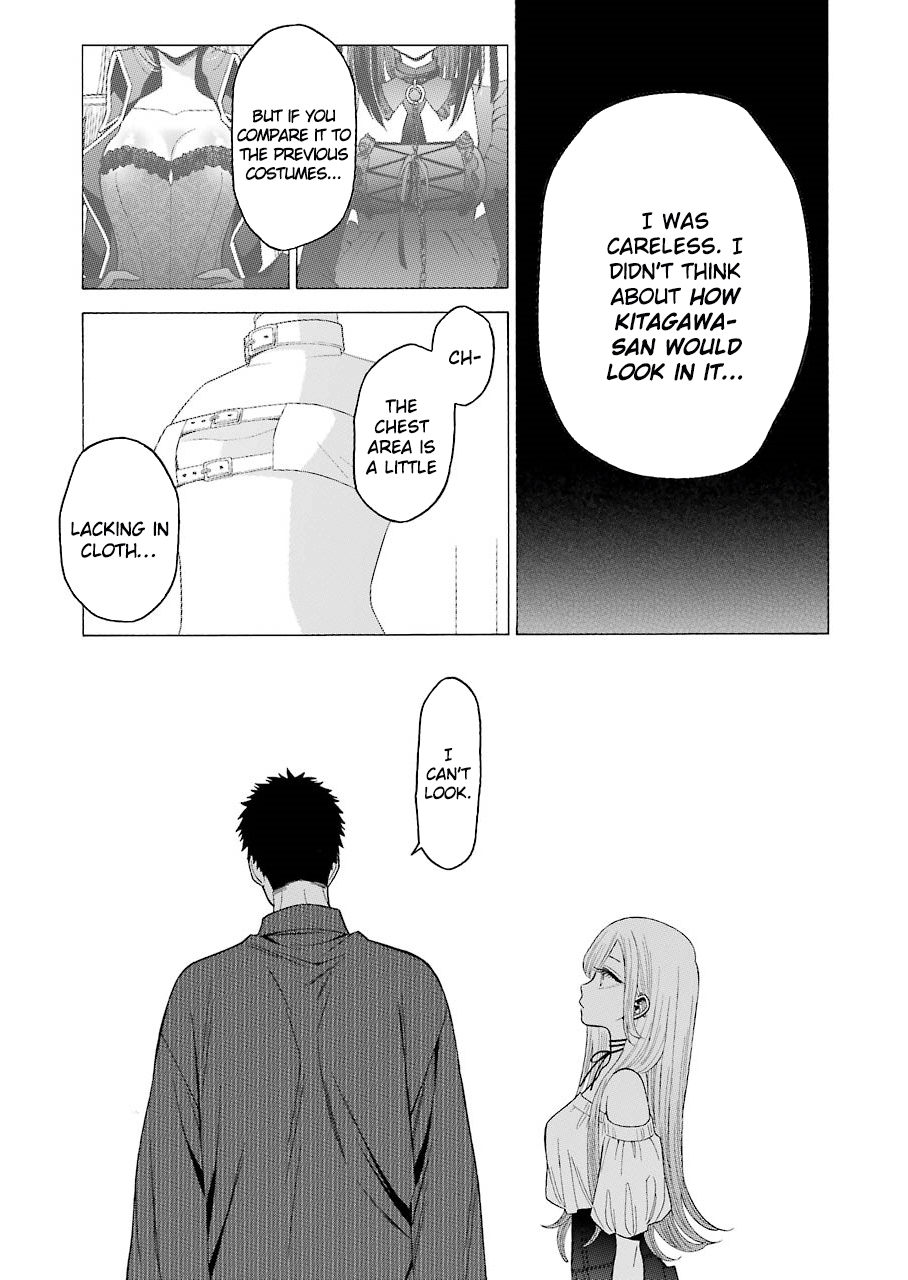 I WAS
CARELESS. I
DIDN'T THINK
ABOUT HOW
KITAGAWA-
SAN WOULD
LOOK IN IT...
BUT IF YOU
COMPARE IT TO
THE PREVIOUS
COSTUMES...
CH-
THE
CHEST
AREA IS
A LITTLE
LACKING IN
CLOTH...
I
CAN'T
LOOK.